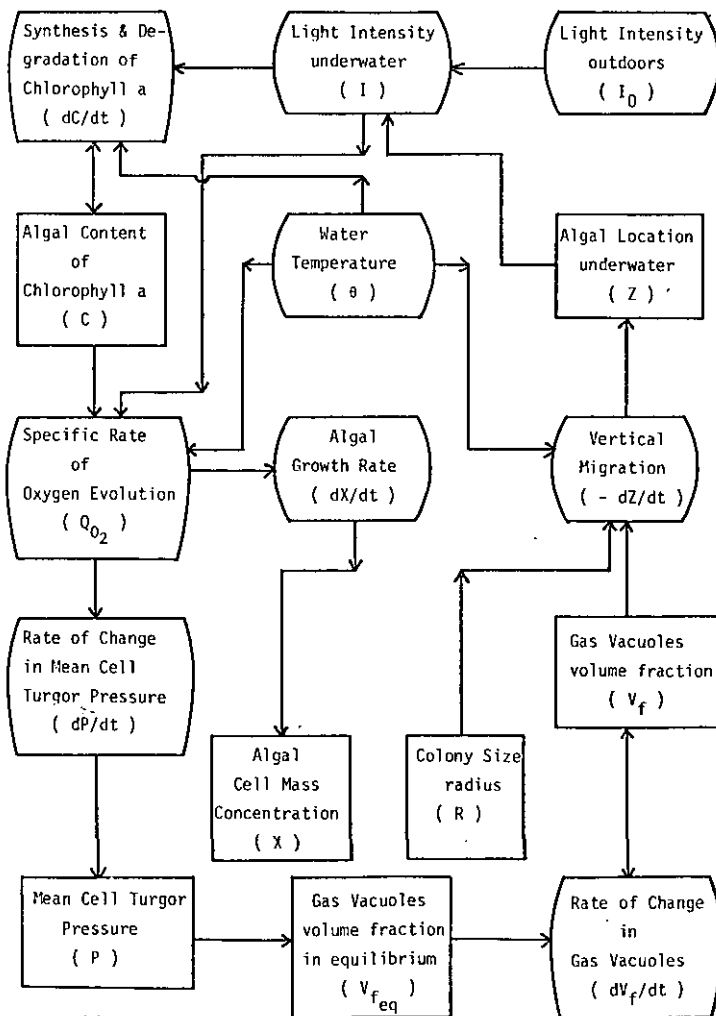 Synthesis & De-
gradation of
Chlorophyll a
( dC/dt )
Light Intensity
underwater
( I )
Light Intensity
outdoors
( I0 )
Algal Content
of
Chlorophyll a
( C )
Water
Temperature
( θ )
Algal Location
underwater
( Z )
Specific Rate
of
Oxygen Evolution
( QO2 )
Algal
Growth Rate
( dX/dt )
Vertical
Migration
( - dZ/dt )
Rate of Change
in Mean Cell
Turgor Pressure
( dP/dt )
Algal
Cell Mass
Concentration
( X )
Colony Size
radius
( R )
Gas Vacuoles
volume fraction
( Vf )
Mean Cell Turgor
Pressure
( P )
Gas Vacuoles
volume fraction
in equilibrium
( Vfeq )
Rate of Change
in
Gas Vacuoles
( dVf/dt )